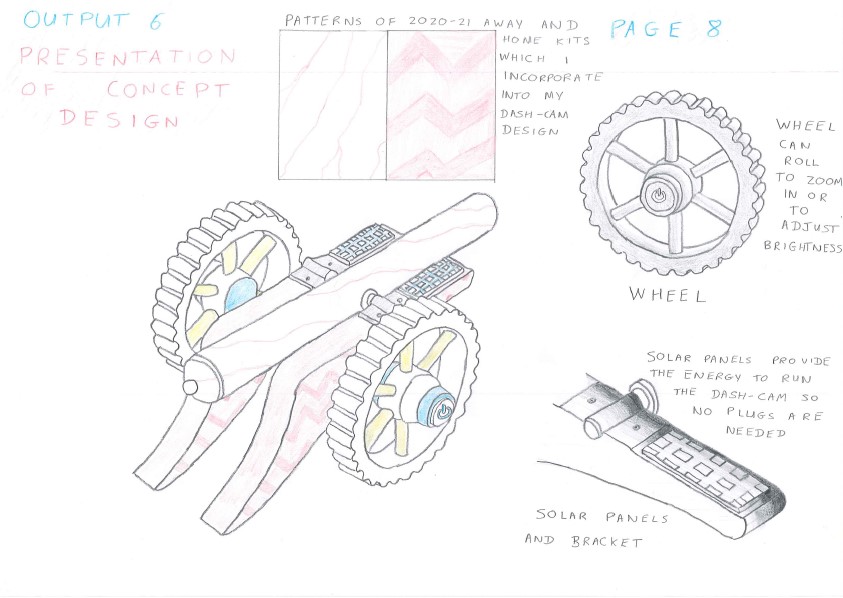 OUTPUT 6
PRESENTATION
OF CONCEPT
DESIGN
PATTERNS OF 2020-21 AWAY AND
HONE KITS
WHICH I
INCORPORATE
INTO MY
DASH-CAM
DESIGN
PAGE 8
WHEEL
CAN
ROLL
TO ZOOM
IN OR
TO
ADJUST
BRIGHTNESS
WHEEL
SOLAR PANELS PROVIDE
THE ENERGY TO RUN
THE DASH-CAM SO
NO PLUGS ARE
NEEDED
SOLAR PANELS
AND BRACKET